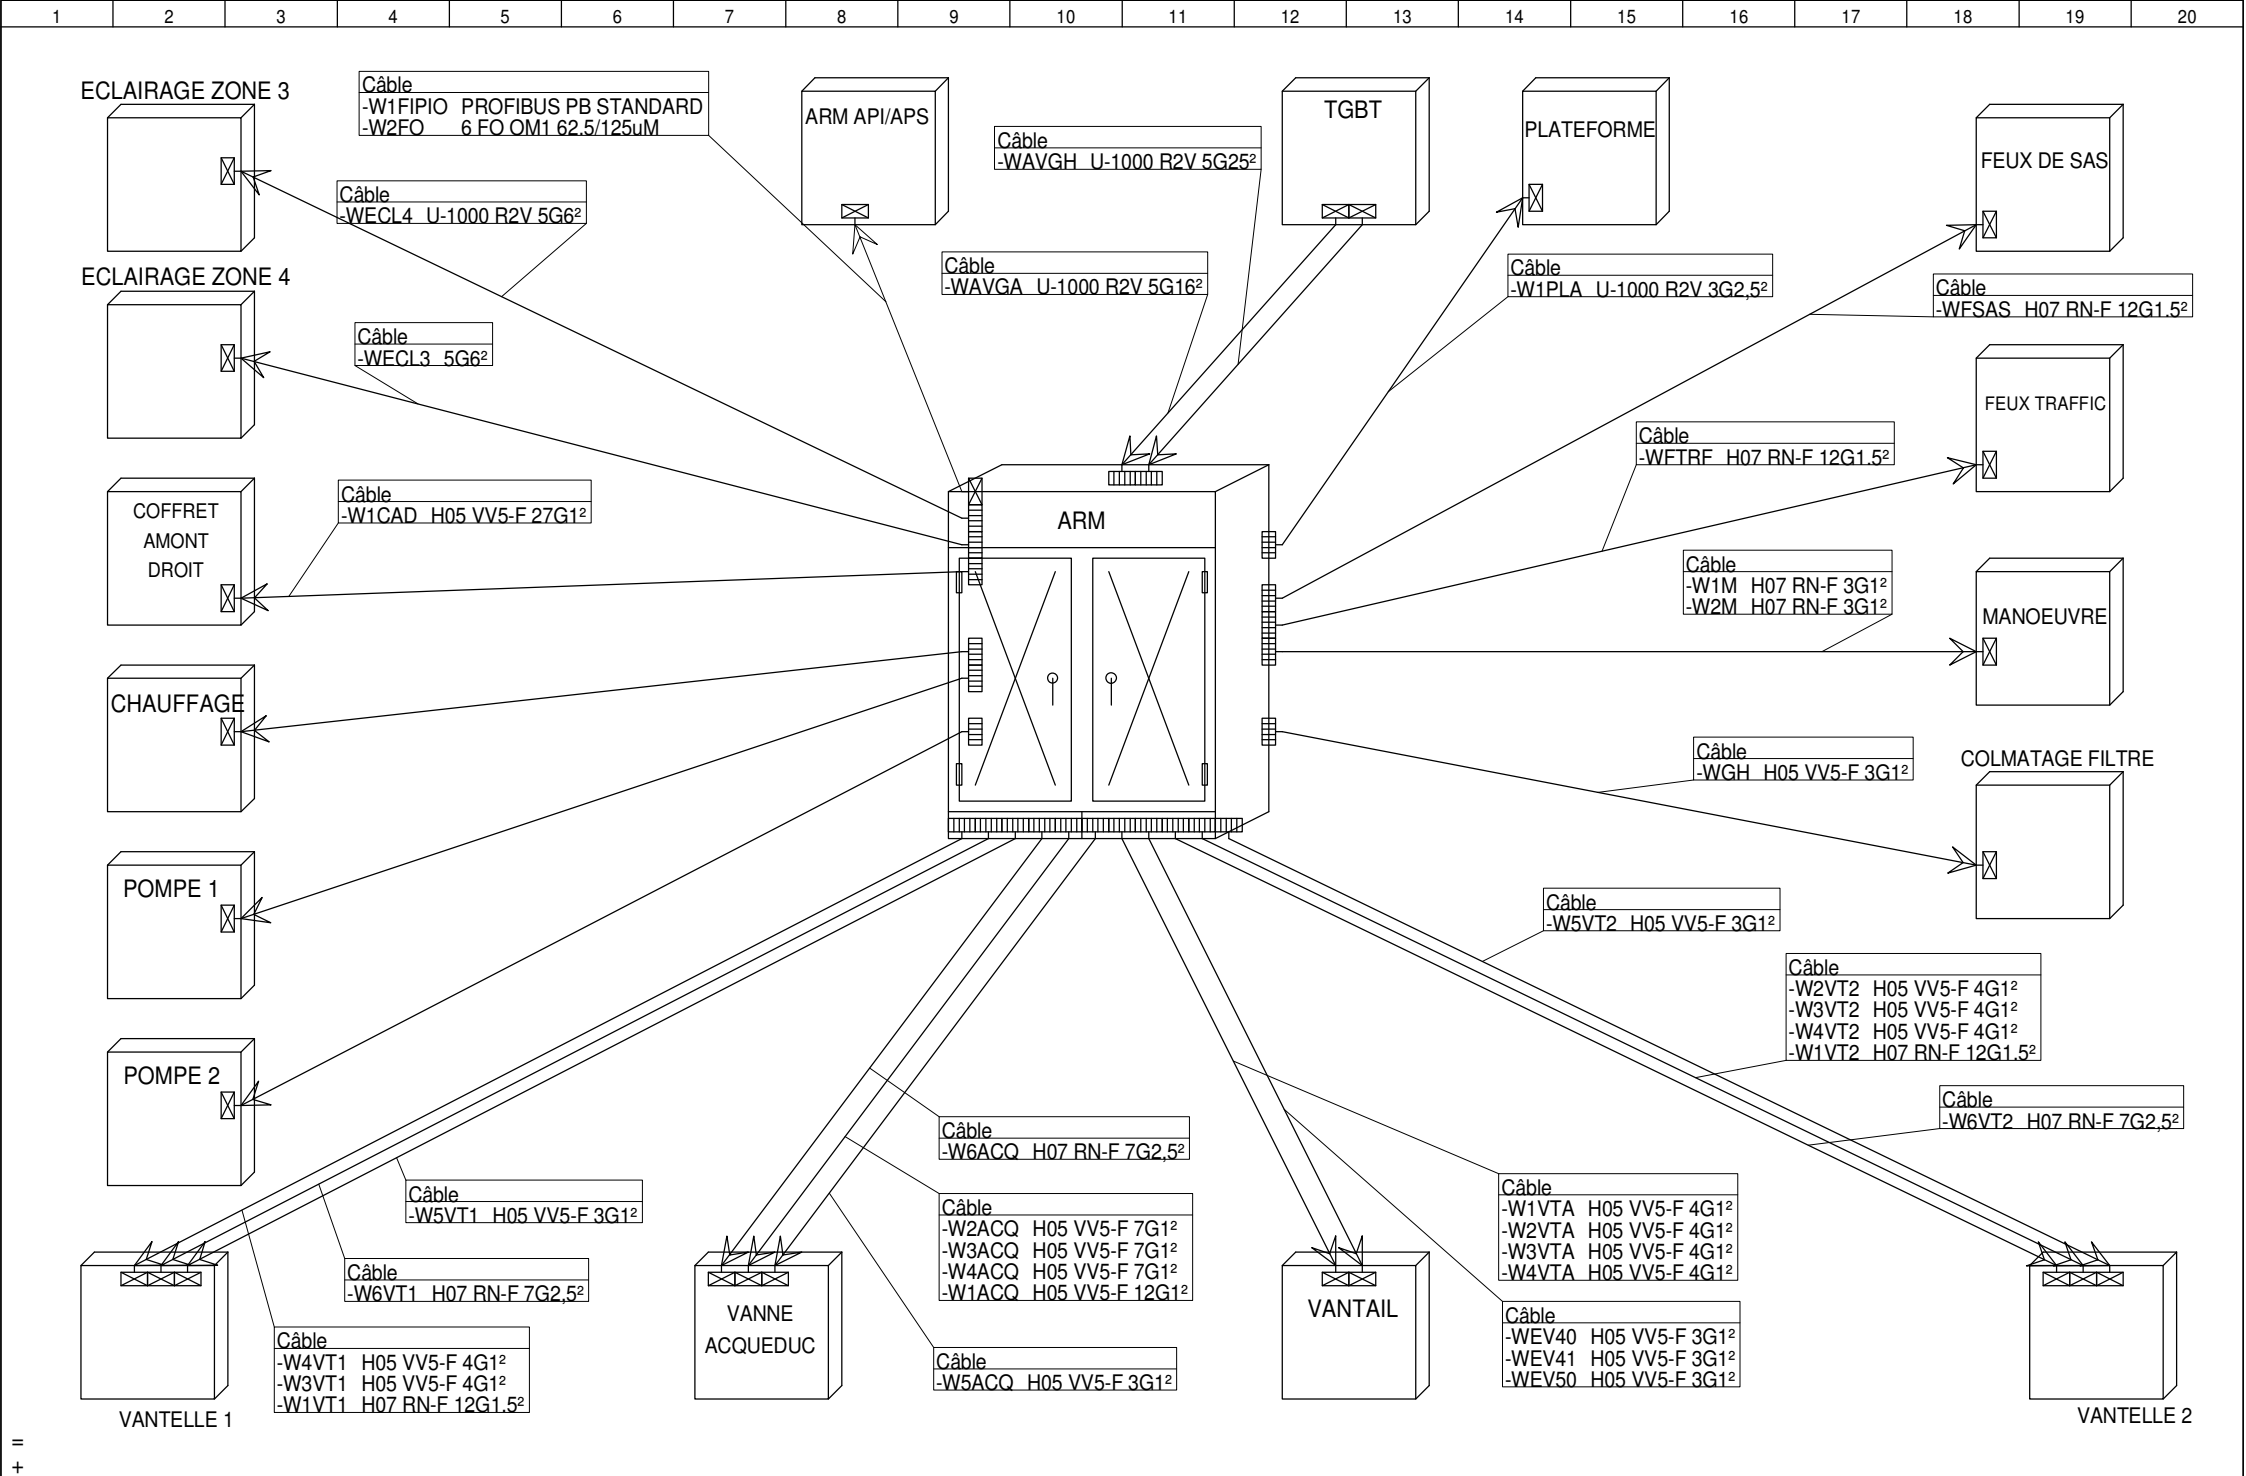 1 2 3 4 5 6 7 8 9 10 11 12 13 14 15 16 17 18 19 20
ECLAIRAGE ZONE 3
Câble
-W1FIPIO PROFIBUS PB STANDARD
-W2FO 6 FO OM1 62.5/125uM
ARM API/APS
Câble
-WAVGH U-1000 R2V 5G25²
TGBT
PLATEFORME
FEUX DE SAS
Câble
-WECL4 U-1000 R2V 5G6²
ECLAIRAGE ZONE 4
Câble
-WAVGA U-1000 R2V 5G16²
Câble
-W1PLA U-1000 R2V 3G2,5²
Câble
-WFSAS H07 RN-F 12G1.5²
Câble
-WECL3 5G6²
FEUX TRAFFIC
Câble
-WFTRF H07 RN-F 12G1.5²
COFFRET
AMONT
DROIT
Câble
-W1CAD H05 VV5-F 27G1²
ARM
Câble
-W1M H07 RN-F 3G1²
-W2M H07 RN-F 3G1²
MANOEUVRE
CHAUFFAGE
Câble
-WGH H05 VV5-F 3G1²
COLMATAGE FILTRE
POMPE 1
Câble
-W5VT2 H05 VV5-F 3G1²
Câble
-W2VT2 H05 VV5-F 4G1²
-W3VT2 H05 VV5-F 4G1²
-W4VT2 H05 VV5-F 4G1²
-W1VT2 H07 RN-F 12G1.5²
POMPE 2
Câble
-W6VT2 H07 RN-F 7G2,5²
Câble
-W6ACQ H07 RN-F 7G2,5²
Câble
-W5VT1 H05 VV5-F 3G1²
Câble
-W2ACQ H05 VV5-F 7G1²
-W3ACQ H05 VV5-F 7G1²
-W4ACQ H05 VV5-F 7G1²
-W1ACQ H05 VV5-F 12G1²
Câble
-W1VTA H05 VV5-F 4G1²
-W2VTA H05 VV5-F 4G1²
-W3VTA H05 VV5-F 4G1²
-W4VTA H05 VV5-F 4G1²
Câble
-W6VT1 H07 RN-F 7G2,5²
VANNE
ACQUEDUC
VANTAIL
Câble
-WEV40 H05 VV5-F 3G1²
-WEV41 H05 VV5-F 3G1²
-WEV50 H05 VV5-F 3G1²
Câble
-W4VT1 H05 VV5-F 4G1²
-W3VT1 H05 VV5-F 4G1²
-W1VT1 H07 RN-F 12G1.5²
Câble
-W5ACQ H05 VV5-F 3G1²
VANTELLE 1
VANTELLE 2
=
+